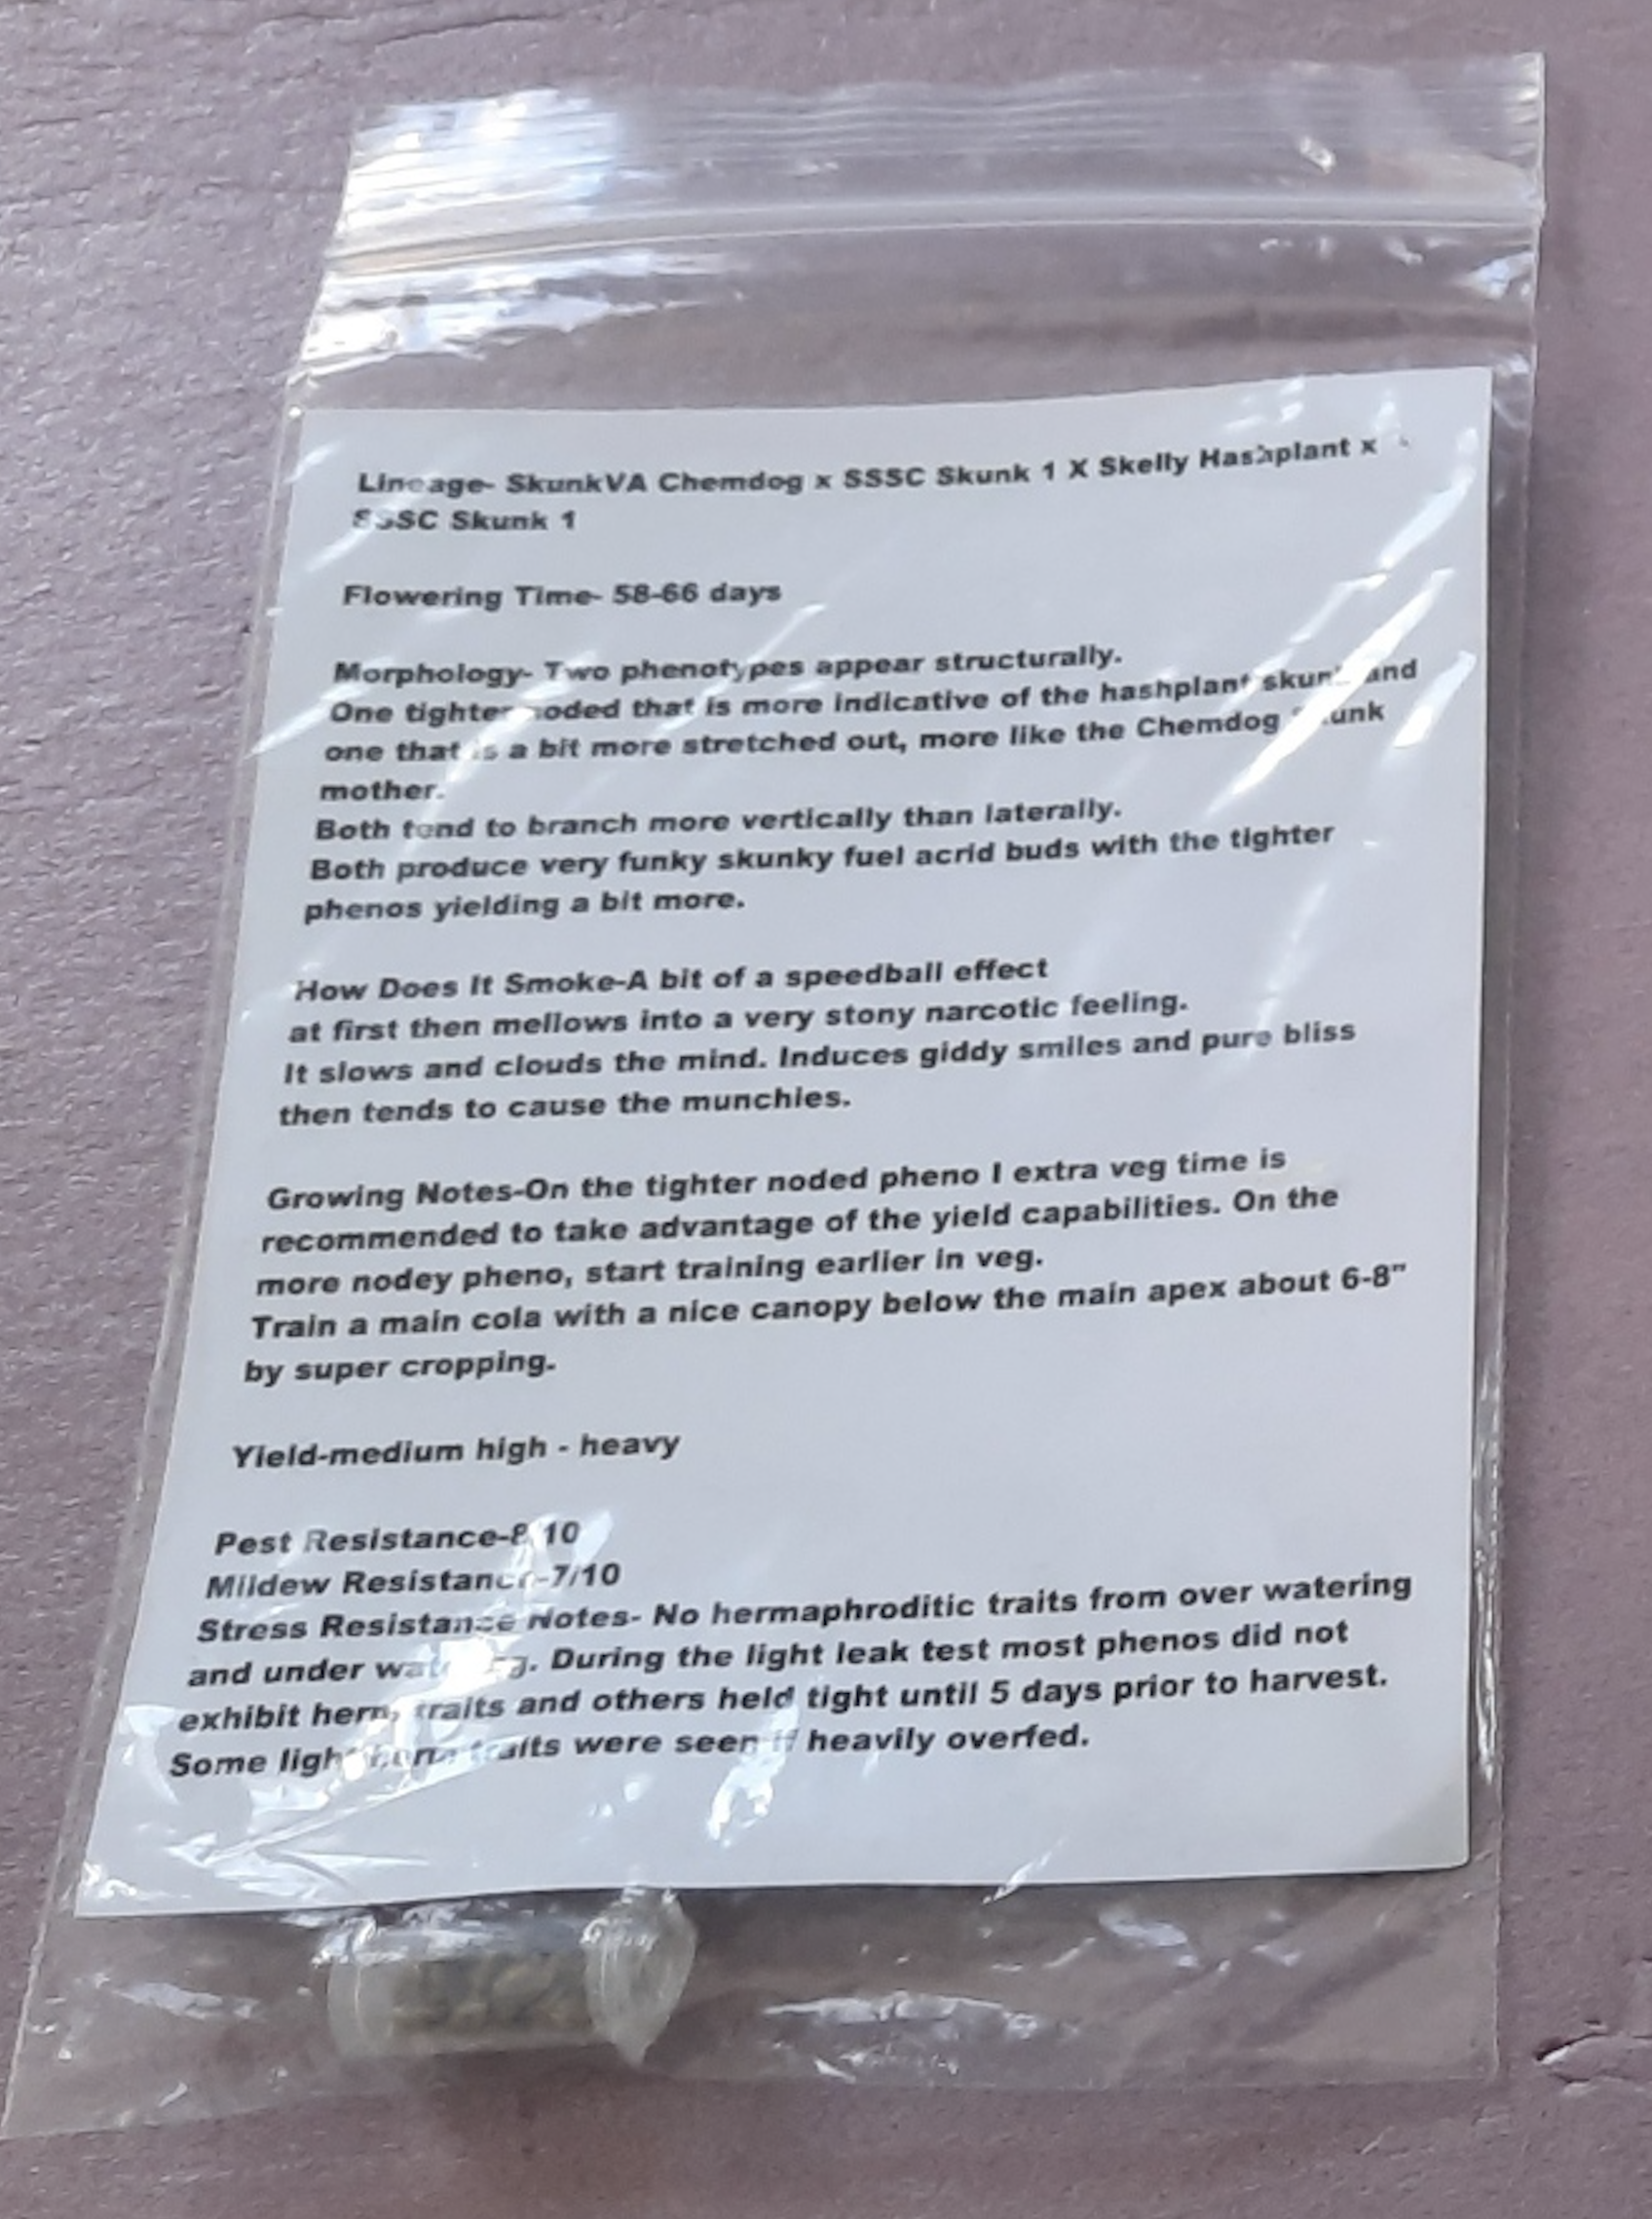 Lineage- SkunkVA Chemdog x SSSC Skunk 1 X Skelly Hashplant x
SSSC Skunk 1
Flowering Time- 58-66 days
Morphology- Two phenotypes appear structurally.
One tighter noded that is more indicative of the hashplant skunk and
one that is a bit more stretched out, more like the Chemdog Skunk
mother.
Both tend to branch more vertically than laterally.
Both produce very funky skunky fuel acrid buds with the tighter
phenos yielding a bit more.
How Does It Smoke-A bit of a speedball effect
at first then mellows into a very stony narcotic feeling.
It slows and clouds the mind. Induces giddy smiles and pure bliss
then tends to cause the munchies.
Growing Notes-On the tighter noded pheno I extra veg time is
recommended to take advantage of the yield capabilities. On the
more nodey pheno, start training earlier in veg.
Train a main cola with a nice canopy below the main apex about 6-8"
by super cropping.
Yield-medium high - heavy
Pest Resistance-8/10
Mildew Resistance-7/10
Stress Resistance Notes- No hermaphroditic traits from over watering
and under watering. During the light leak test most phenos did not
exhibit herm traits and others held tight until 5 days prior to harvest.
Some light herm traits were seen if heavily overfed.